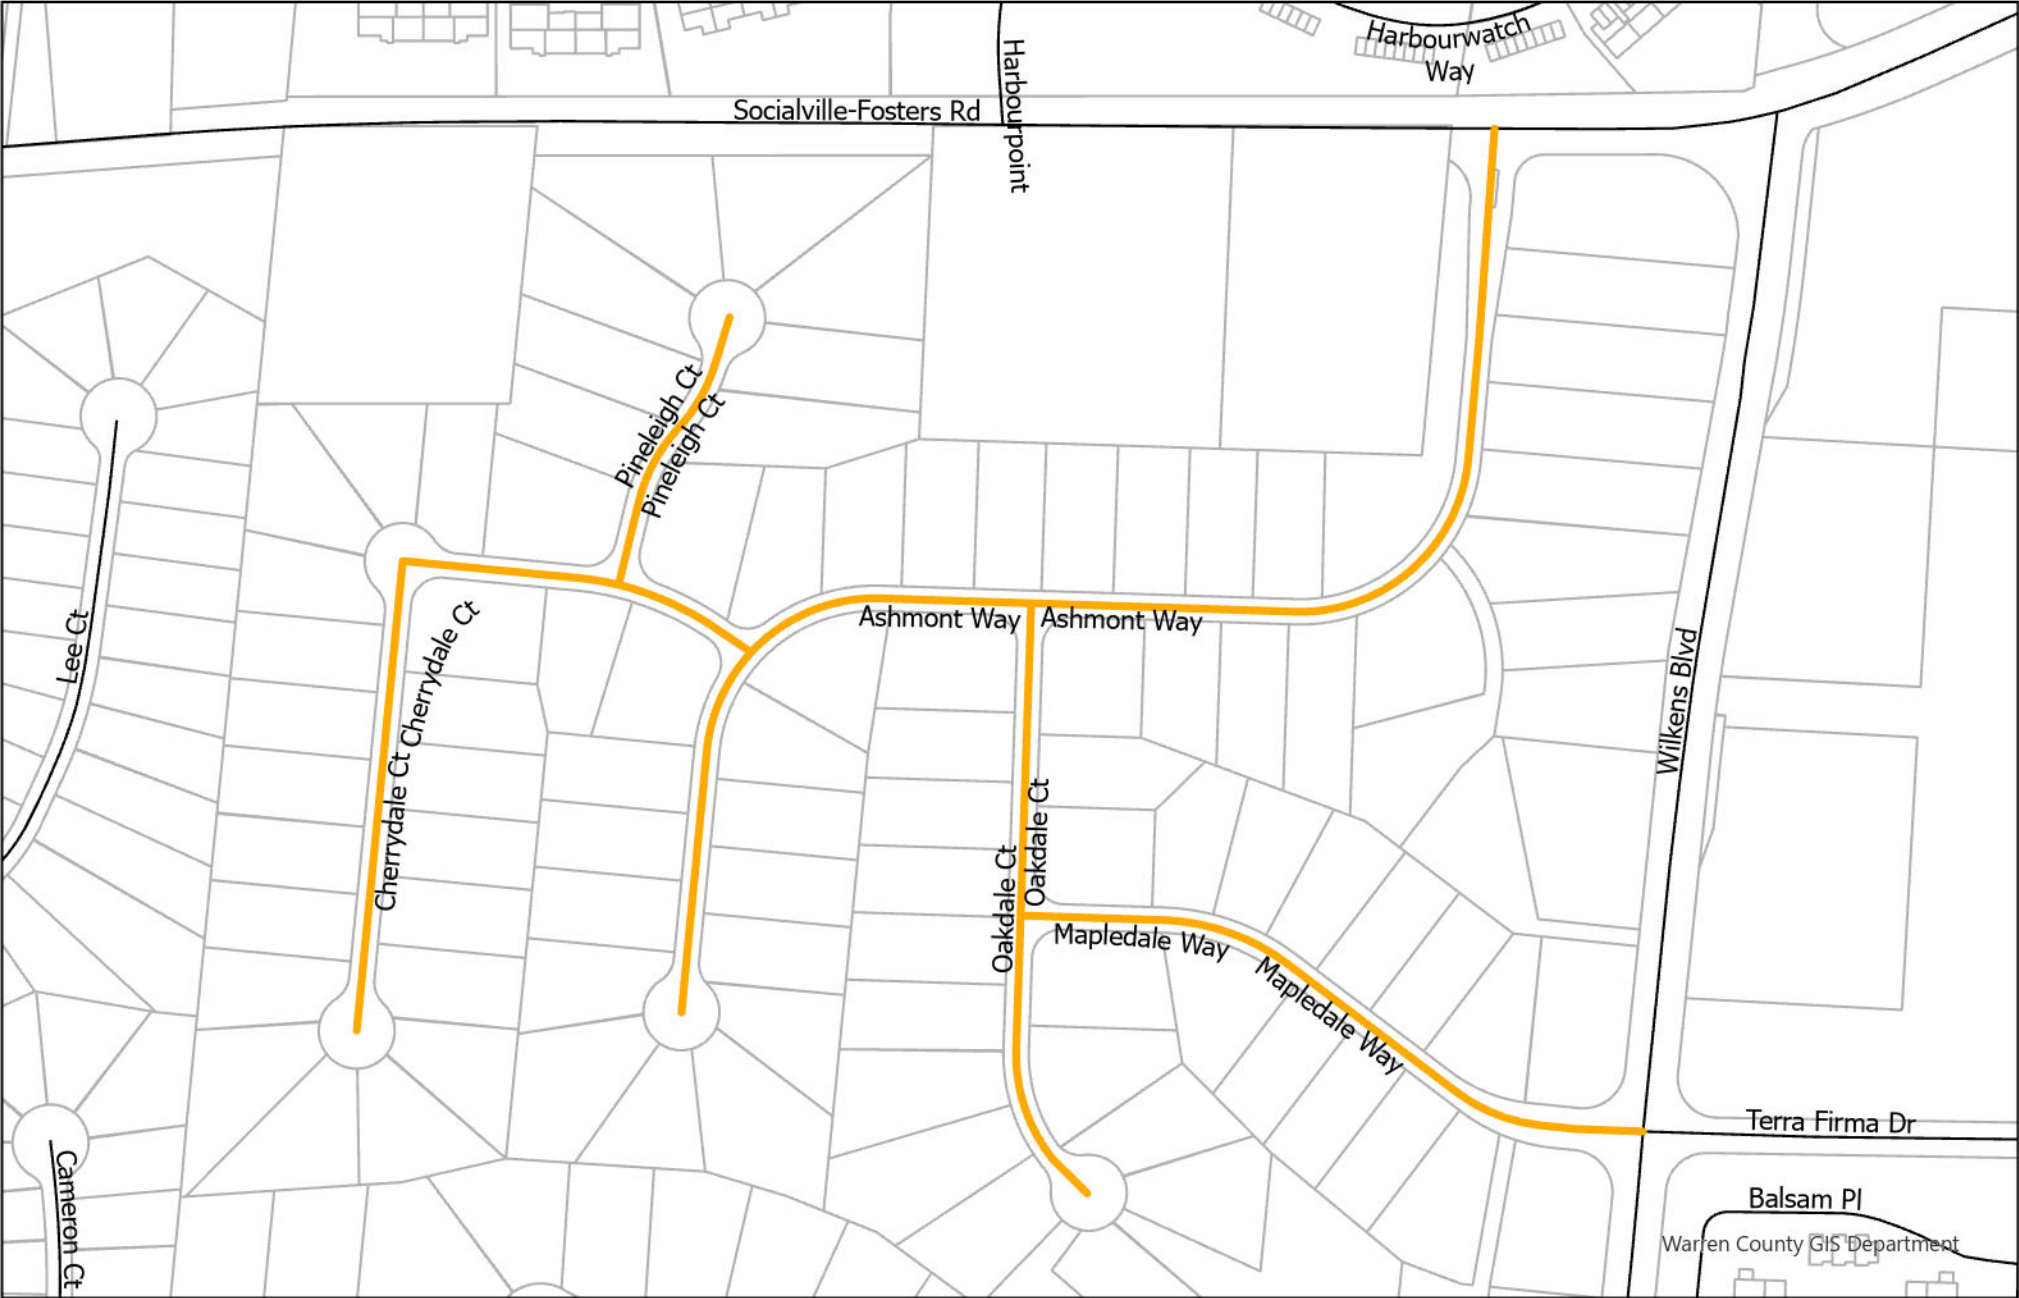 Harbourwatch
Way
Harbourpoint
Socialville-Fosters Rd
Pineleigh Ct
Pineleigh Ct
Ashmont Way
Ashmont Way
Cherrydale Ct
Cherrydale Ct
Lee Ct
Wilkens Blvd
Oakdale Ct
Oakdale Ct
Mapledale Way
Mapledale Way
Terra Firma Dr
Cameron Ct
Balsam Pl
Warren County GIS Department